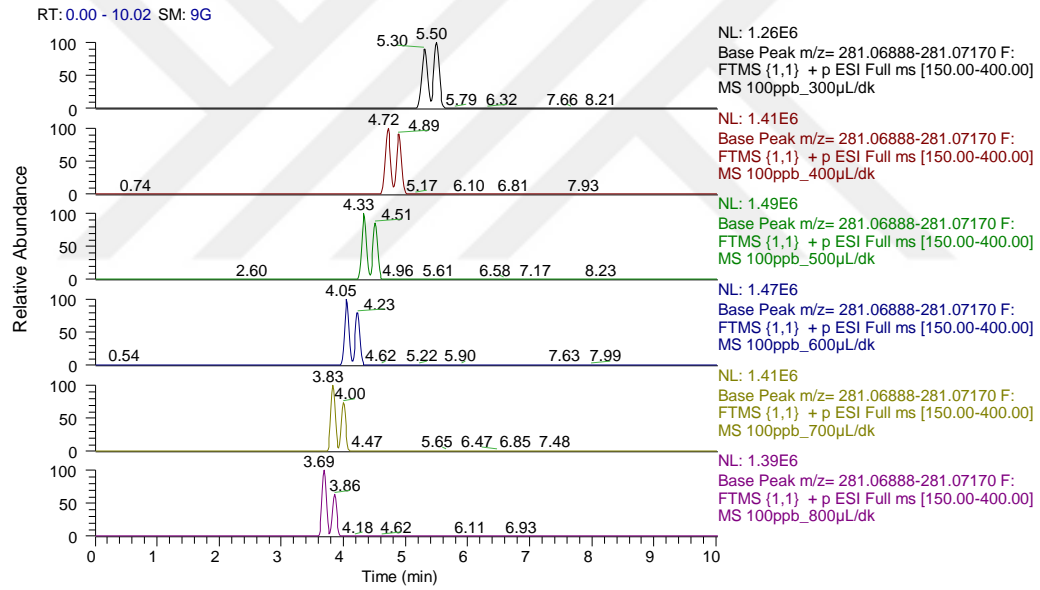 RT: 0.00 - 10.02 SM: 9G
NL: 1.26E6
Base Peak m/z= 281.06888-281.07170 F:
FTMS {1,1} + p ESI Full ms [150.00-400.00]
MS 100ppb_300µL/dk
100
50
0
5.30 5.50
5.79 6.32 7.66 8.21
NL: 1.41E6
Base Peak m/z= 281.06888-281.07170 F:
FTMS {1,1} + p ESI Full ms [150.00-400.00]
MS 100ppb_400µL/dk
100
50
0
4.72 4.89
0.74 5.17 6.10 6.81 7.93
NL: 1.49E6
Base Peak m/z= 281.06888-281.07170 F:
FTMS {1,1} + p ESI Full ms [150.00-400.00]
MS 100ppb_500µL/dk
100
50
0
4.33 4.51
2.60 4.96 5.61 6.58 7.17 8.23
NL: 1.47E6
Base Peak m/z= 281.06888-281.07170 F:
FTMS {1,1} + p ESI Full ms [150.00-400.00]
MS 100ppb_600µL/dk
100
50
0
4.05 4.23
0.54 4.62 5.22 5.90 7.63 7.99
NL: 1.41E6
Base Peak m/z= 281.06888-281.07170 F:
FTMS {1,1} + p ESI Full ms [150.00-400.00]
MS 100ppb_700µL/dk
100
50
0
3.83 4.00
4.47 5.65 6.47 6.85 7.48
NL: 1.39E6
Base Peak m/z= 281.06888-281.07170 F:
FTMS {1,1} + p ESI Full ms [150.00-400.00]
MS 100ppb_800µL/dk
100
50
0
3.69 3.86
4.18 4.62 6.11 6.93
0 1 2 3 4 5 6 7 8 9 10
Time (min)
Relative Abundance